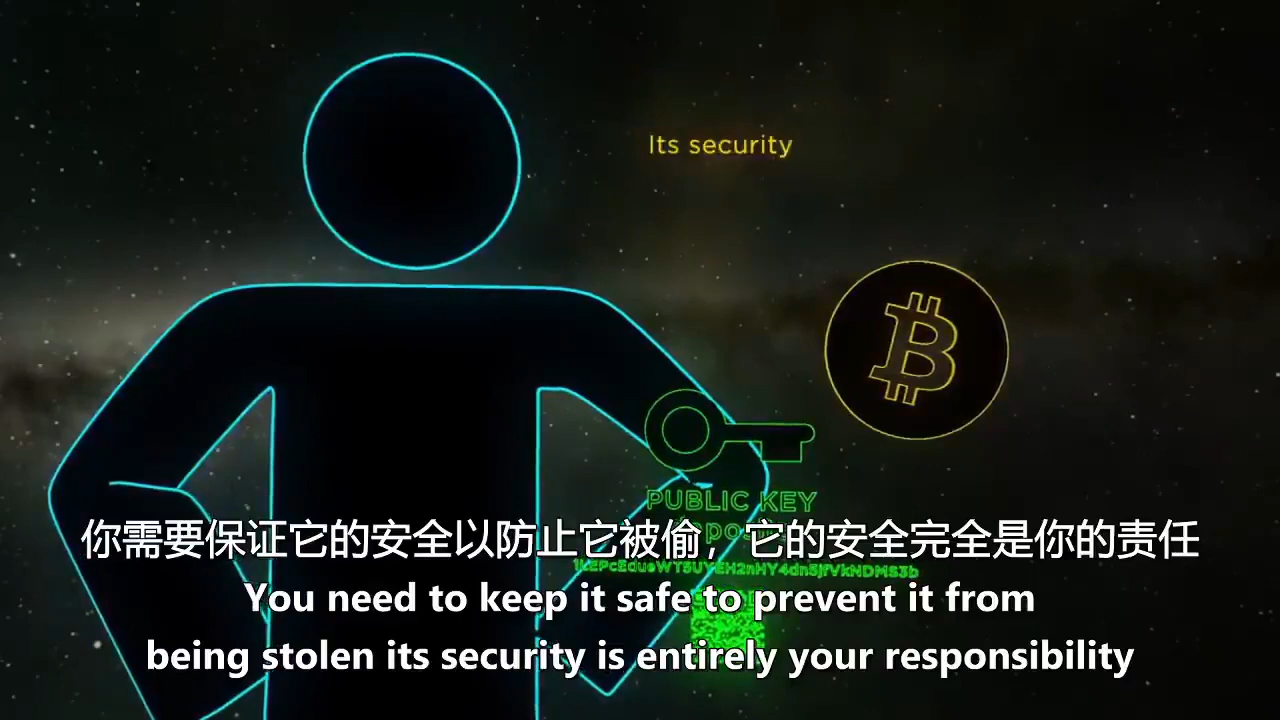 Its security
PUBLIC KEY
你需要保证它的安全以防止它被偷，它的安全完全是你的责任
You need to keep it safe to prevent it from
being stolen its security is entirely your responsibility